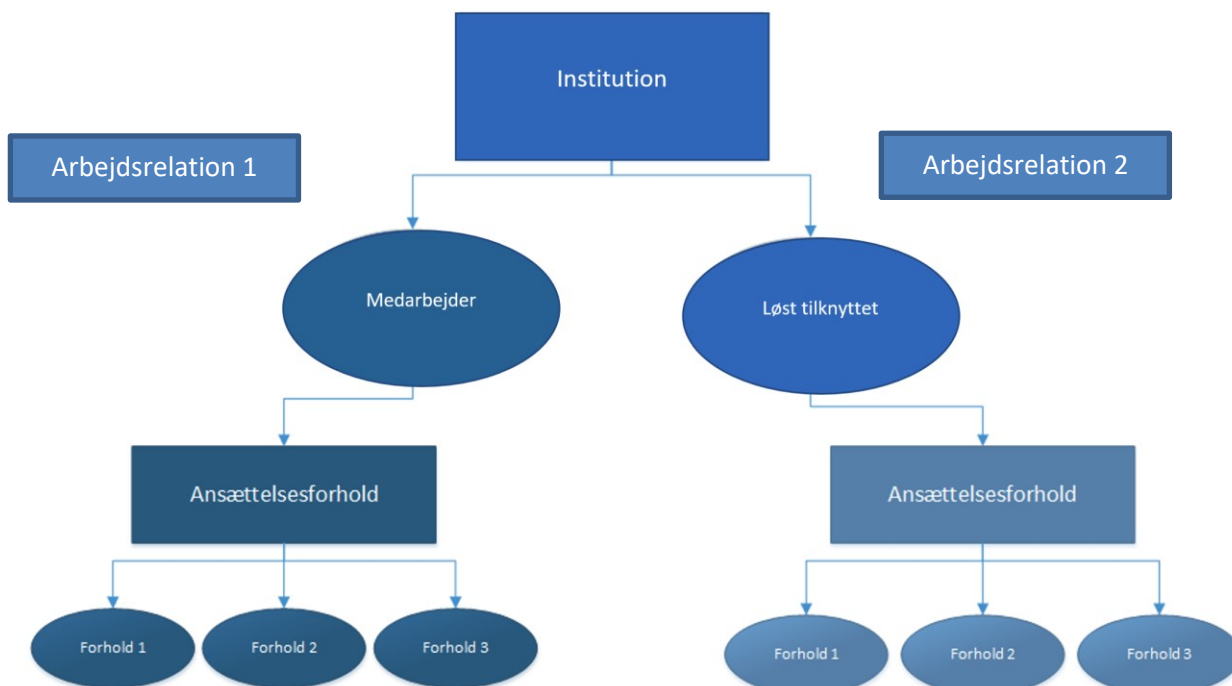 Institution
Arbejdsrelation 1
Arbejdsrelation 2
Medarbejder
Løst tilknyttet
Ansættelsesforhold
Ansættelsesforhold
Forhold 1
Forhold 2
Forhold 3
Forhold 1
Forhold 2
Forhold 3